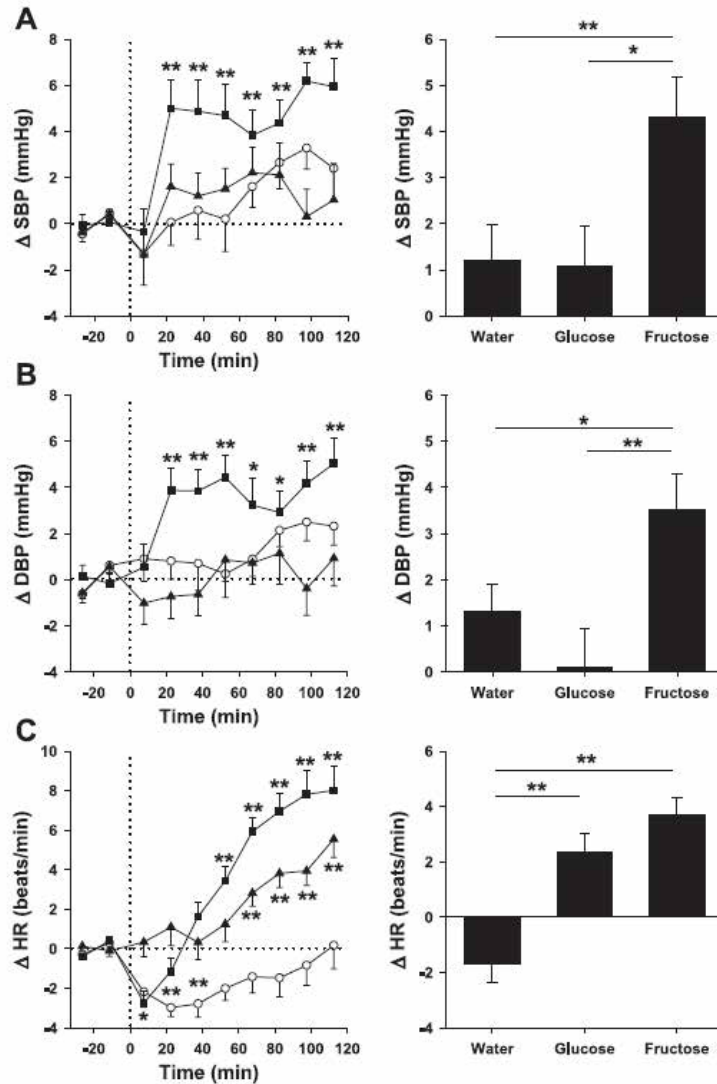 A
Δ SBP (mmHg)
8
6
4
2
0
-2
-4
** ** ** ** ** ** **
-20 0 20 40 60 80 100 120
Time (min)
Δ SBP (mmHg)
6
5
4
3
2
1
0
**
*
Water Glucose Fructose
B
Δ DBP (mmHg)
8
6
4
2
0
-2
-4
** ** ** * * ** **
-20 0 20 40 60 80 100 120
Time (min)
Δ DBP (mmHg)
6
5
4
3
2
1
0
*
**
Water Glucose Fructose
C
Δ HR (beats/min)
10
8
6
4
2
0
-2
-4
** ** ** ** **
** ** ** **
* ** **
-20 0 20 40 60 80 100 120
Time (min)
Δ HR (beats/min)
6
4
2
0
-2
-4
**
**
Water Glucose Fructose